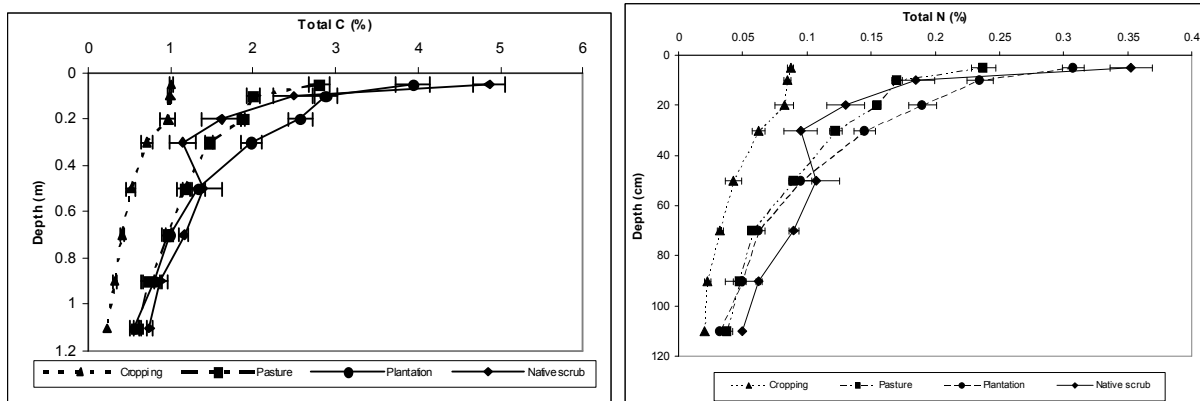 Total C (%)
0 1 2 3 4 5 6
0
0.2
0.4
0.6
0.8
1
1.2
Depth (m)
Cropping Pasture Plantation Native scrub
Total N (%)
0 0.05 0.1 0.15 0.2 0.25 0.3 0.35 0.4
0
20
40
60
80
100
120
Depth (cm)
Cropping Pasture Plantation Native scrub